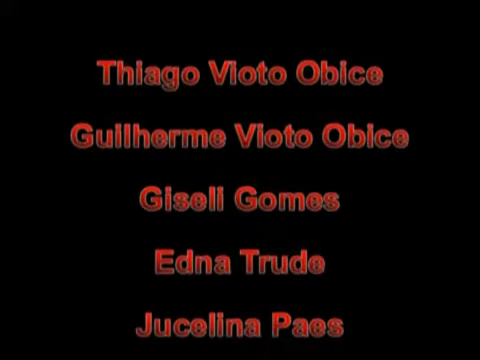 Thiago Vioto Obice
Guilherme Vioto Obice
Giseli Gomes
Edna Trude
Jucelina Paes